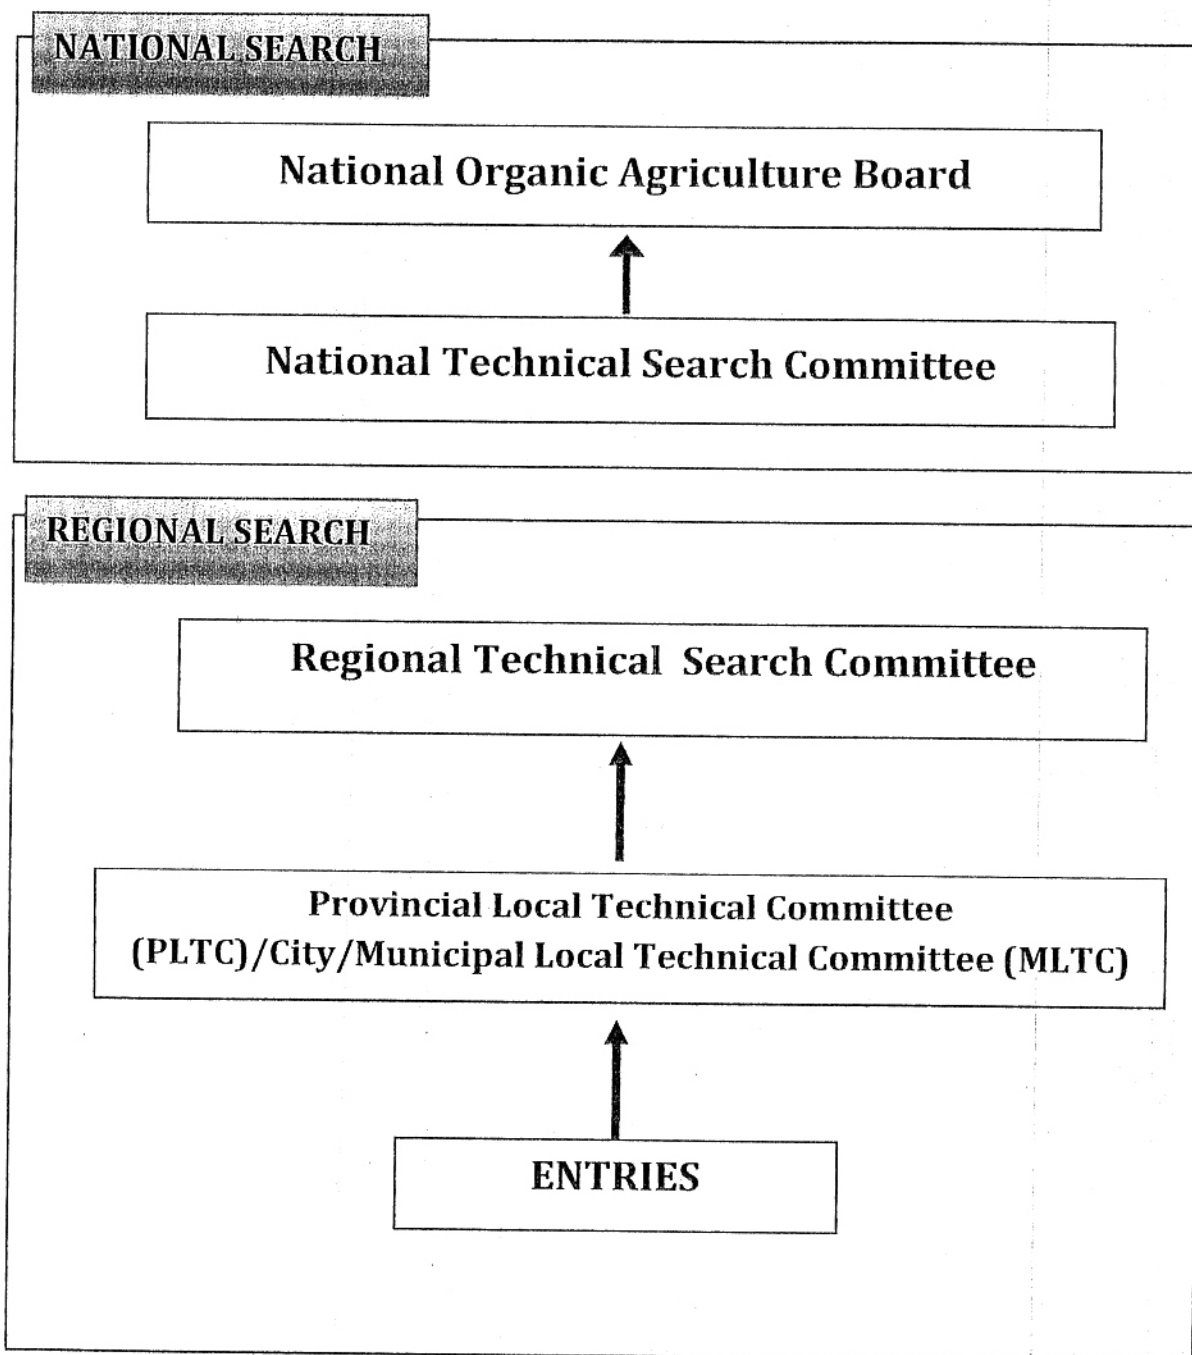 NATIONAL SEARCH
National Organic Agriculture Board
National Technical Search Committee
REGIONAL SEARCH
Regional Technical Search Committee
Provincial Local Technical Committee
(PLTC)/City/Municipal Local Technical Committee (MLTC)
ENTRIES